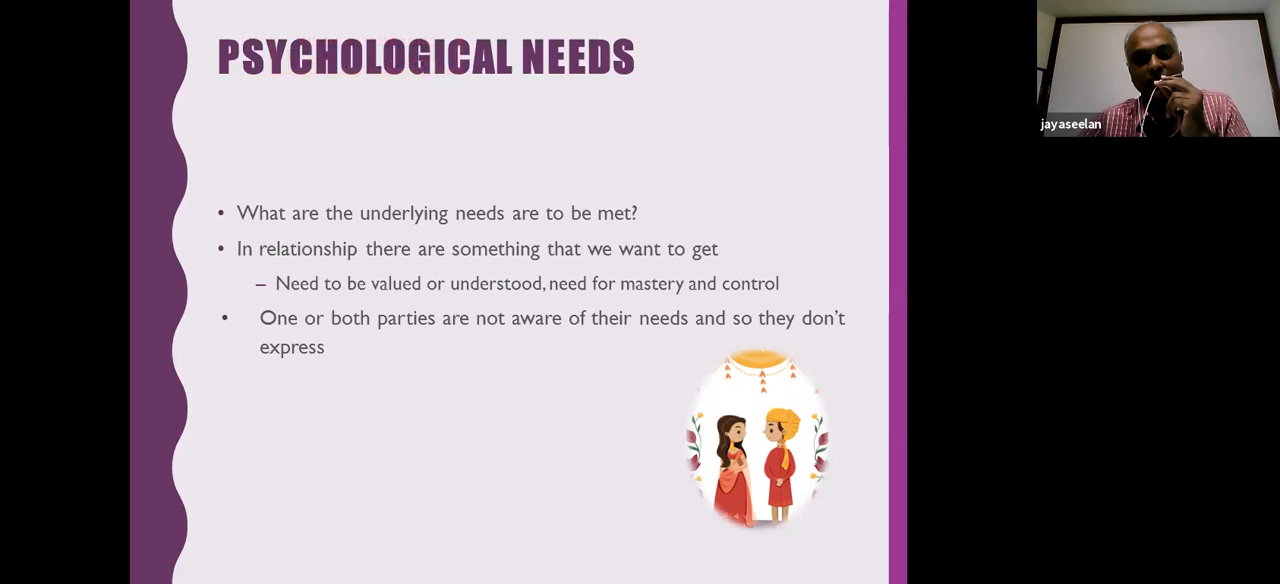 PSYCHOLOGICAL NEEDS
• What are the underlying needs are to be met?
• In relationship there are something that we want to get
– Need to be valued or understood, need for mastery and control
• One or both parties are not aware of their needs and so they don't
express
jayaseelan